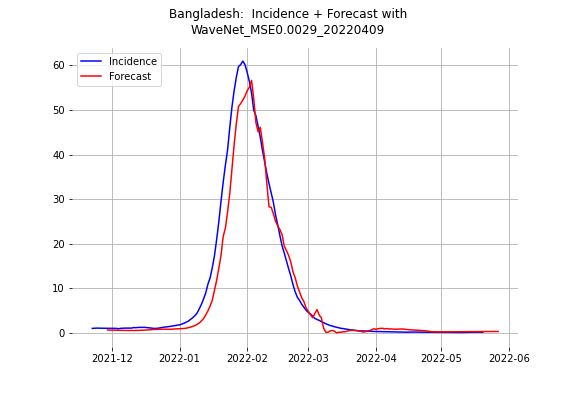 Bangladesh:  Incidence + Forecast with
WaveNet_MSE0.0029_20220409
Incidence
Forecast
60
50
40
30
20
10
0
2021-12 2022-01 2022-02 2022-03 2022-04 2022-05 2022-06